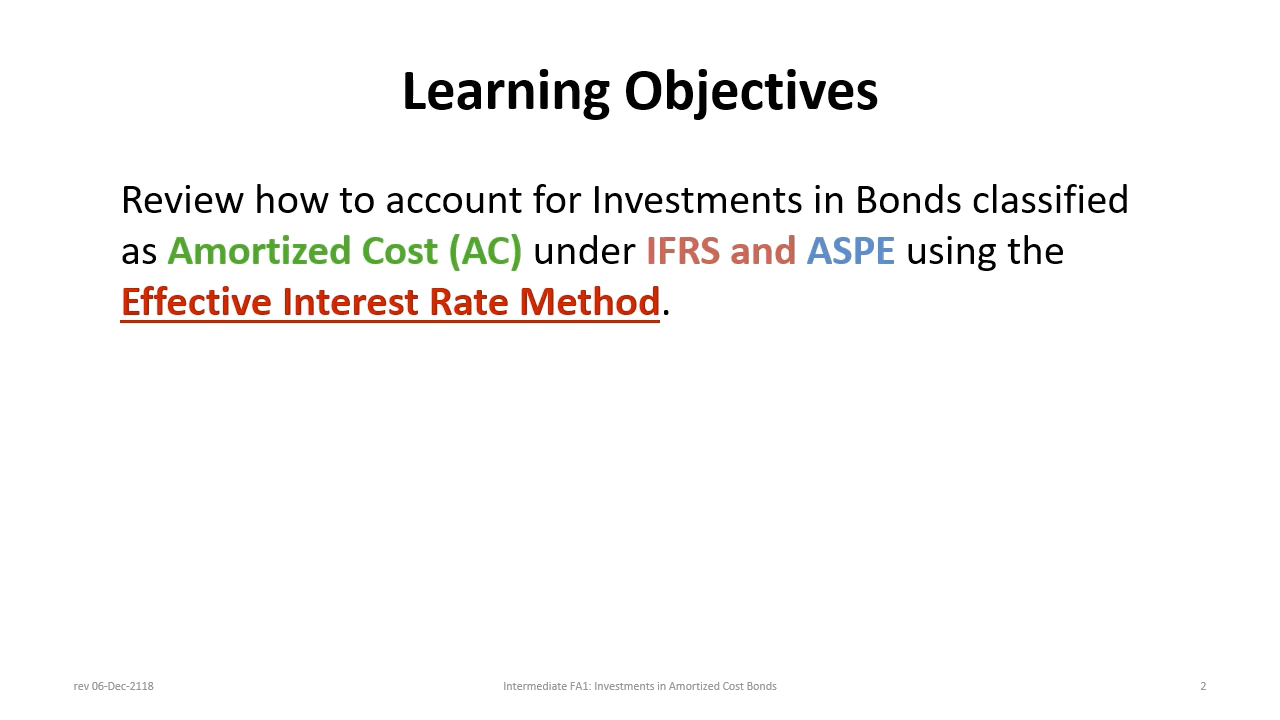 Learning Objectives
Review how to account for Investments in Bonds classified
as Amortized Cost (AC) under IFRS and ASPE using the
Effective Interest Rate Method.
rev 06-Dec-2118
Intermediate FA1: Investments in Amortized Cost Bonds
2